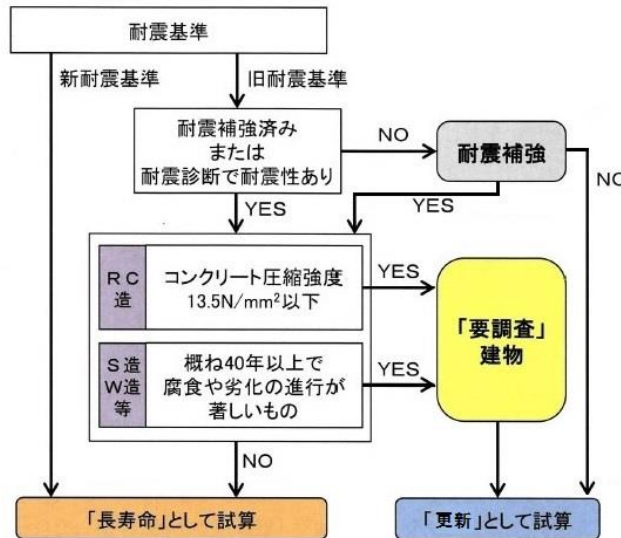 耐震基準
新耐震基準
旧耐震基準
耐震補強済み
または
耐震診断で耐震性あり
NO
耐震補強
NO
YES
YES
RC
造
コンクリート圧縮強度
13.5N/mm²以下
YES
「要調査」
建物
S造
W造
等
概ね40年以上で
腐食や劣化の進行が
著しいもの
YES
NO
「長寿命」として試算
「更新」として試算